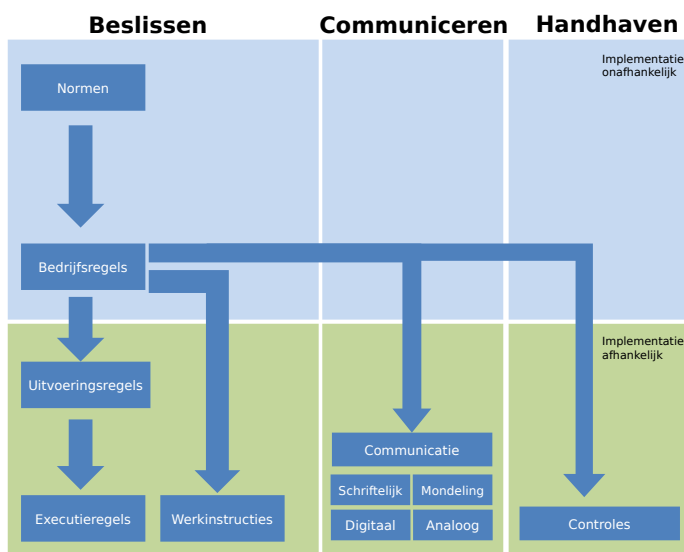 Beslissen
Communiceren
Handhaven
Implementatie
onafhankelijk
Normen
Bedrijfsregels
Implementatie
afhankelijk
Uitvoeringsregels
Communicatie
Schriftelijk
Mondeling
Executieregels
Werkinstructies
Digitaal
Analoog
Controles